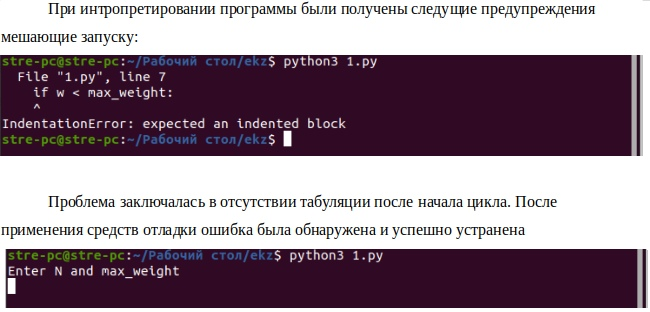 При интропретировании программы были получены следущие предупреждения
мешающие запуску:
stre-pc@stre-pc:~/Рабочий стол/ekz$ python3 1.py
  File "1.py", line 7
    if w < max_weight:
    ^
IndentationError: expected an indented block
stre-pc@stre-pc:~/Рабочий стол/ekz$
Проблема заключалась в отсутствии табуляции после начала цикла. После
применения средств отладки ошибка была обнаружена и успешно устранена
stre-pc@stre-pc:~/Рабочий стол/ekz$ python3 1.py
Enter N and max_weight